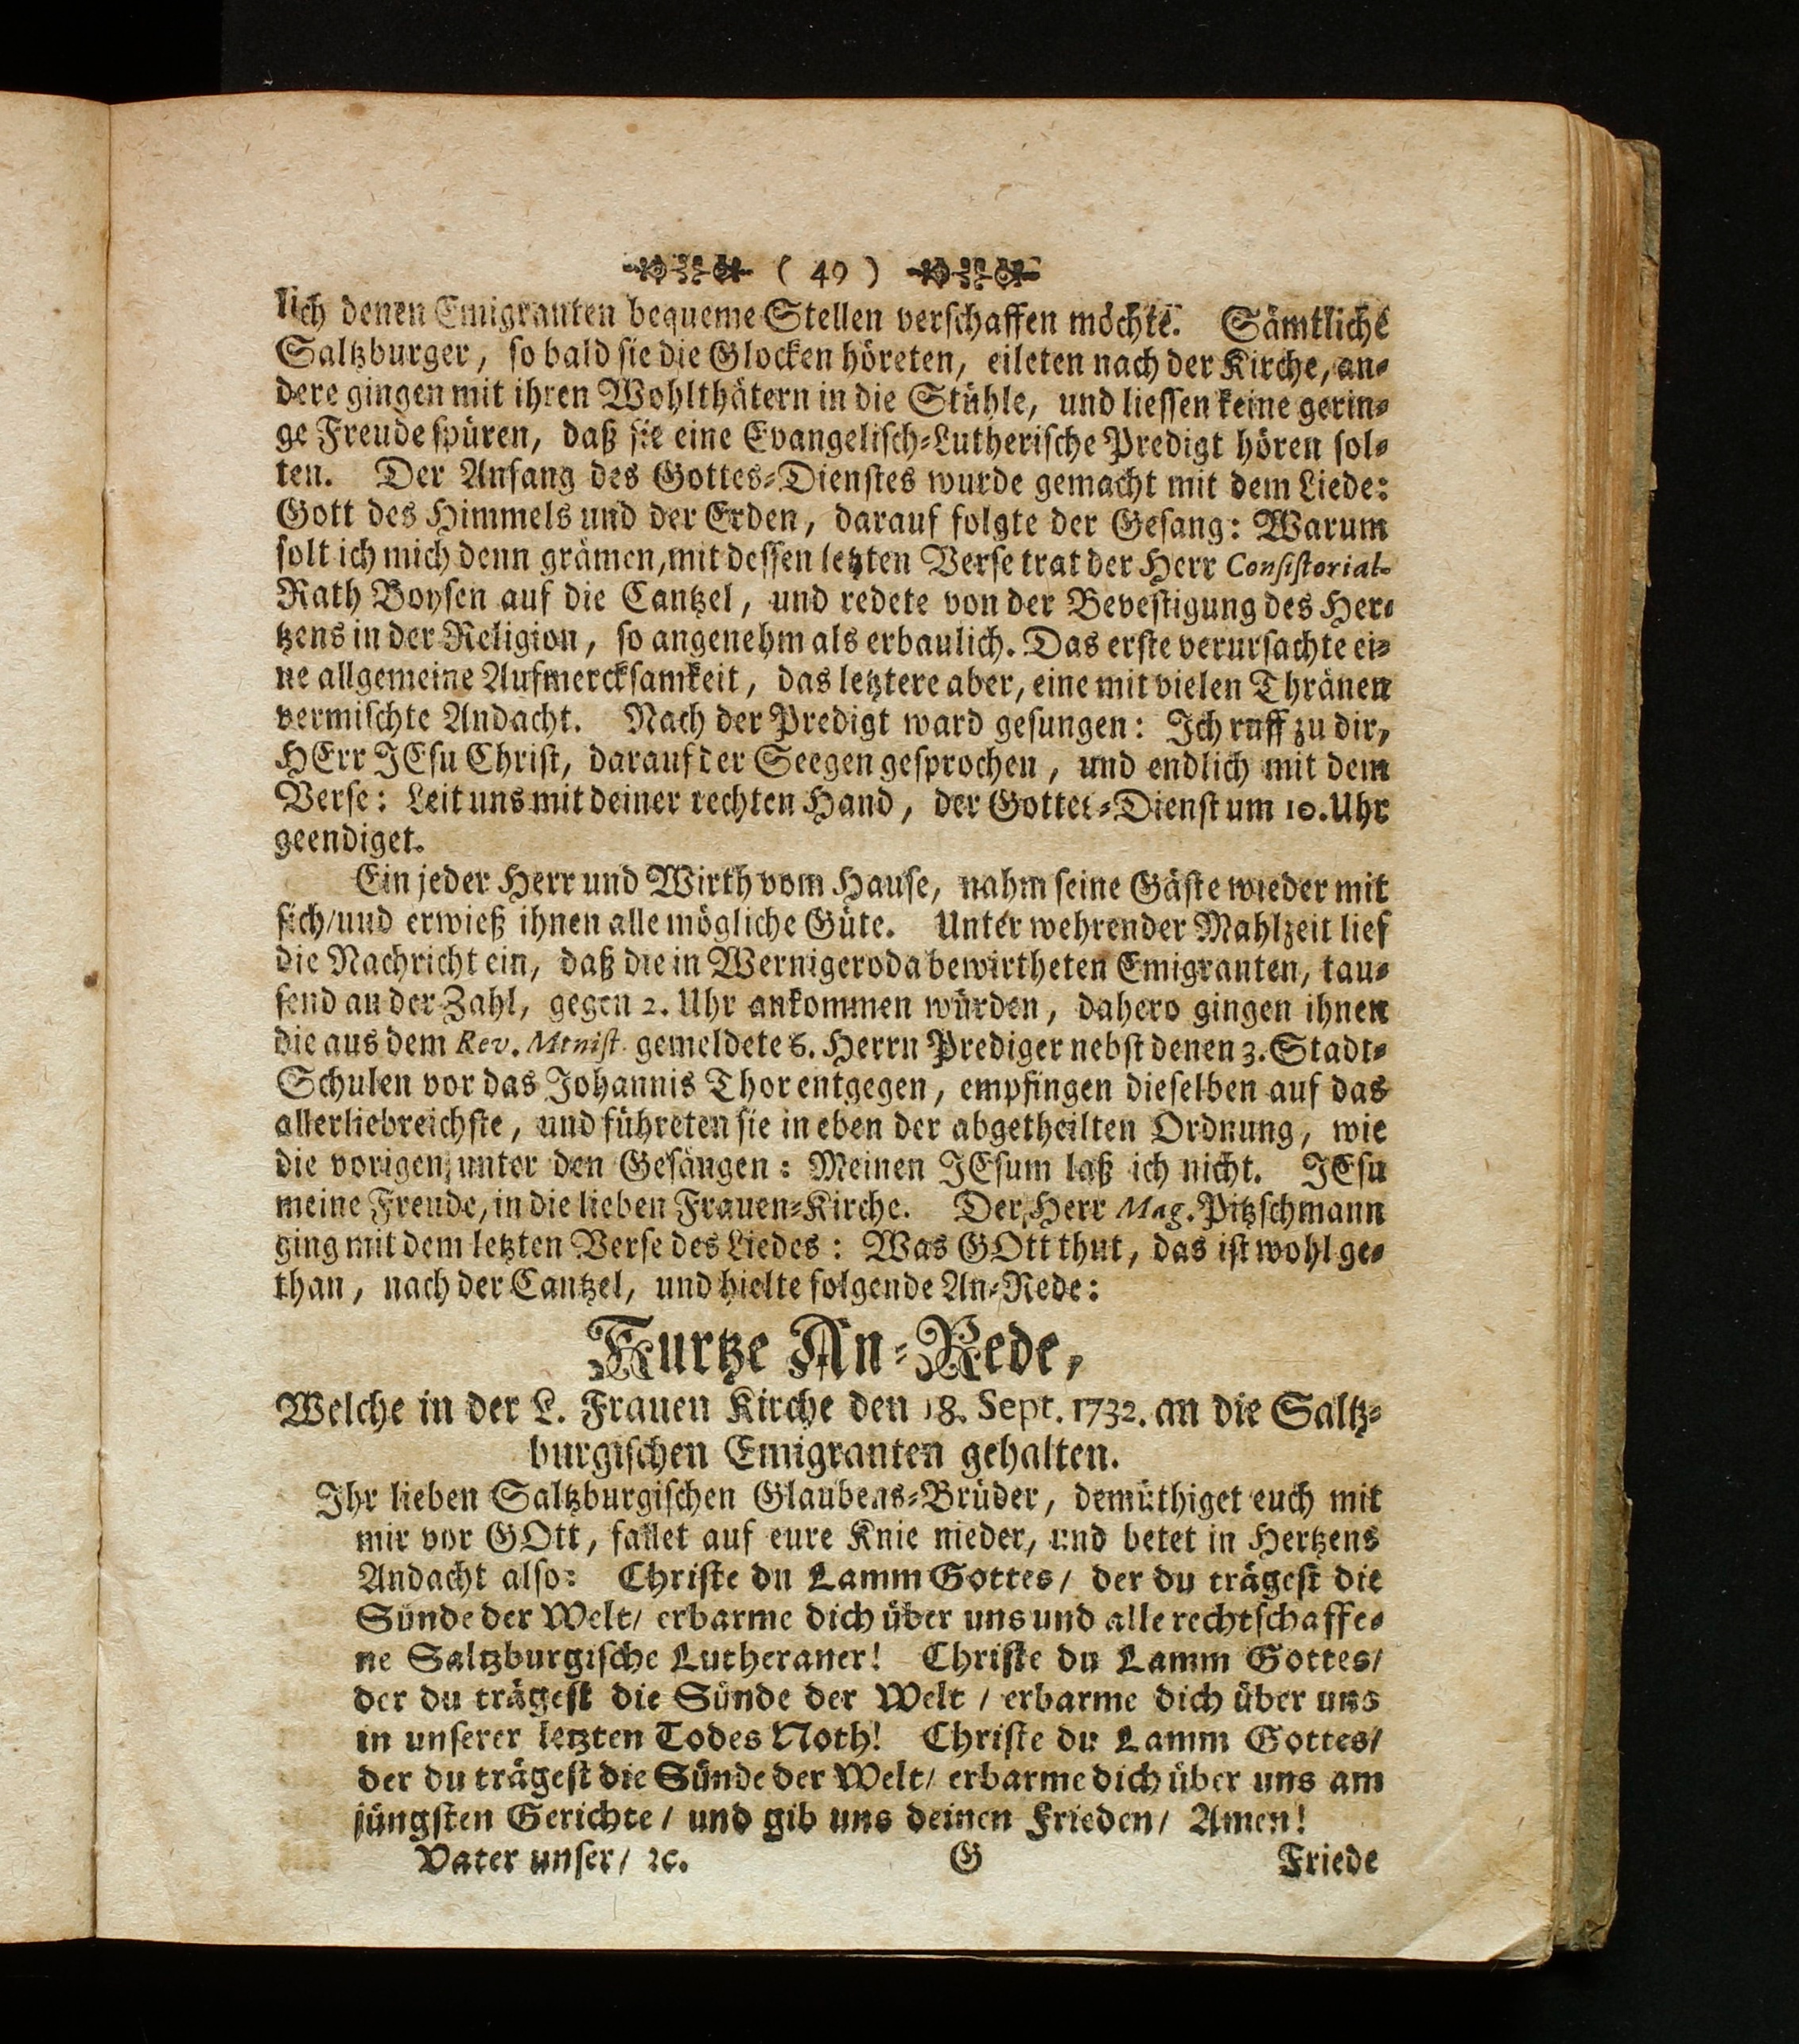 ( 49 )
lich denen Emigranten bequeme Stellen verschaffen möchte. Sämtliche
Saltzburger, so bald sie die Glocken höreten, eileten nach der Kirche, an-
dere gingen mit ihren Wohlthätern in die Stühle, und liessen keine gerin-
ge Freude spüren, daß sie eine Evangelisch-Lutherische Predigt hören sol-
ten. Der Anfang des Gottes-Dienstes wurde gemacht mit dem Liede:
Gott des Himmels und der Erden, darauf folgte der Gesang: Warum
solt ich mich denn grämen, mit dessen letzten Verse trat der Herr Consistorial-
Rath Boysen auf die Cantzel, und redete von der Bevestigung des Her-
tzens in der Religion, so angenehm als erbaulich. Das erste verursachte ei-
ne allgemeine Aufmercksamkeit, das letztere aber, eine mit vielen Thränen
vermischte Andacht. Nach der Predigt ward gesungen: Ich ruff zu dir,
HErr JEsu Christ, darauf der Seegen gesprochen, und endlich mit dem
Verse: Leit uns mit deiner rechten Hand, der Gottes-Dienst um 10. Uhr
geendiget.
Ein jeder Herr und Wirth vom Hause, nahm seine Gäste wieder mit
sich/ und erwieß ihnen alle mögliche Güte. Unter wehrender Mahlzeit lief
die Nachricht ein, daß die in Wernigeroda bewirtheten Emigranten, tau-
send an der Zahl, gegen 2. Uhr ankommen würden, dahero gingen ihnen
die aus dem Rev. Minist. gemeldete 6. Herrn Prediger nebst denen 3. Stadt-
Schulen vor das Johannis Thor entgegen, empfingen dieselben auf das
allerliebreichste, und führeten sie in eben der abgetheilten Ordnung, wie
die vorigen unter den Gesängen: Meinen JEsum laß ich nicht. JEsu
meine Freude, in die lieben Frauen-Kirche. Der Herr Mag. Pitzschmann
ging mit dem letzten Verse des Liedes: Was GOtt thut, das ist wohl ge-
than, nach der Cantzel, und hielte folgende An-Rede:
Kurtze An-Rede,
Welche in der L. Frauen Kirche den 18. Sept. 1732. an die Saltz-
burgischen Emigranten gehalten.
Ihr lieben Saltzburgischen Glaubens-Brüder, demüthiget euch mit
mir vor GOtt, fallet auf eure Knie nieder, und betet in Hertzens
Andacht also: Christe du Lamm Gottes/ der du trägest die
Sünde der Welt/ erbarme dich über uns und alle rechtschaffe-
ne Saltzburgische Lutheraner! Christe du Lamm Gottes/
der du trägest die Sünde der Welt / erbarme dich über uns
in unserer letzten Todes Noth! Christe du Lamm Gottes/
der du trägest die Sünde der Welt/ erbarme dich über uns am
jüngsten Gerichte / und gib uns deinen Frieden/ Amen!
Vater unser/ ꝛc. G Friede